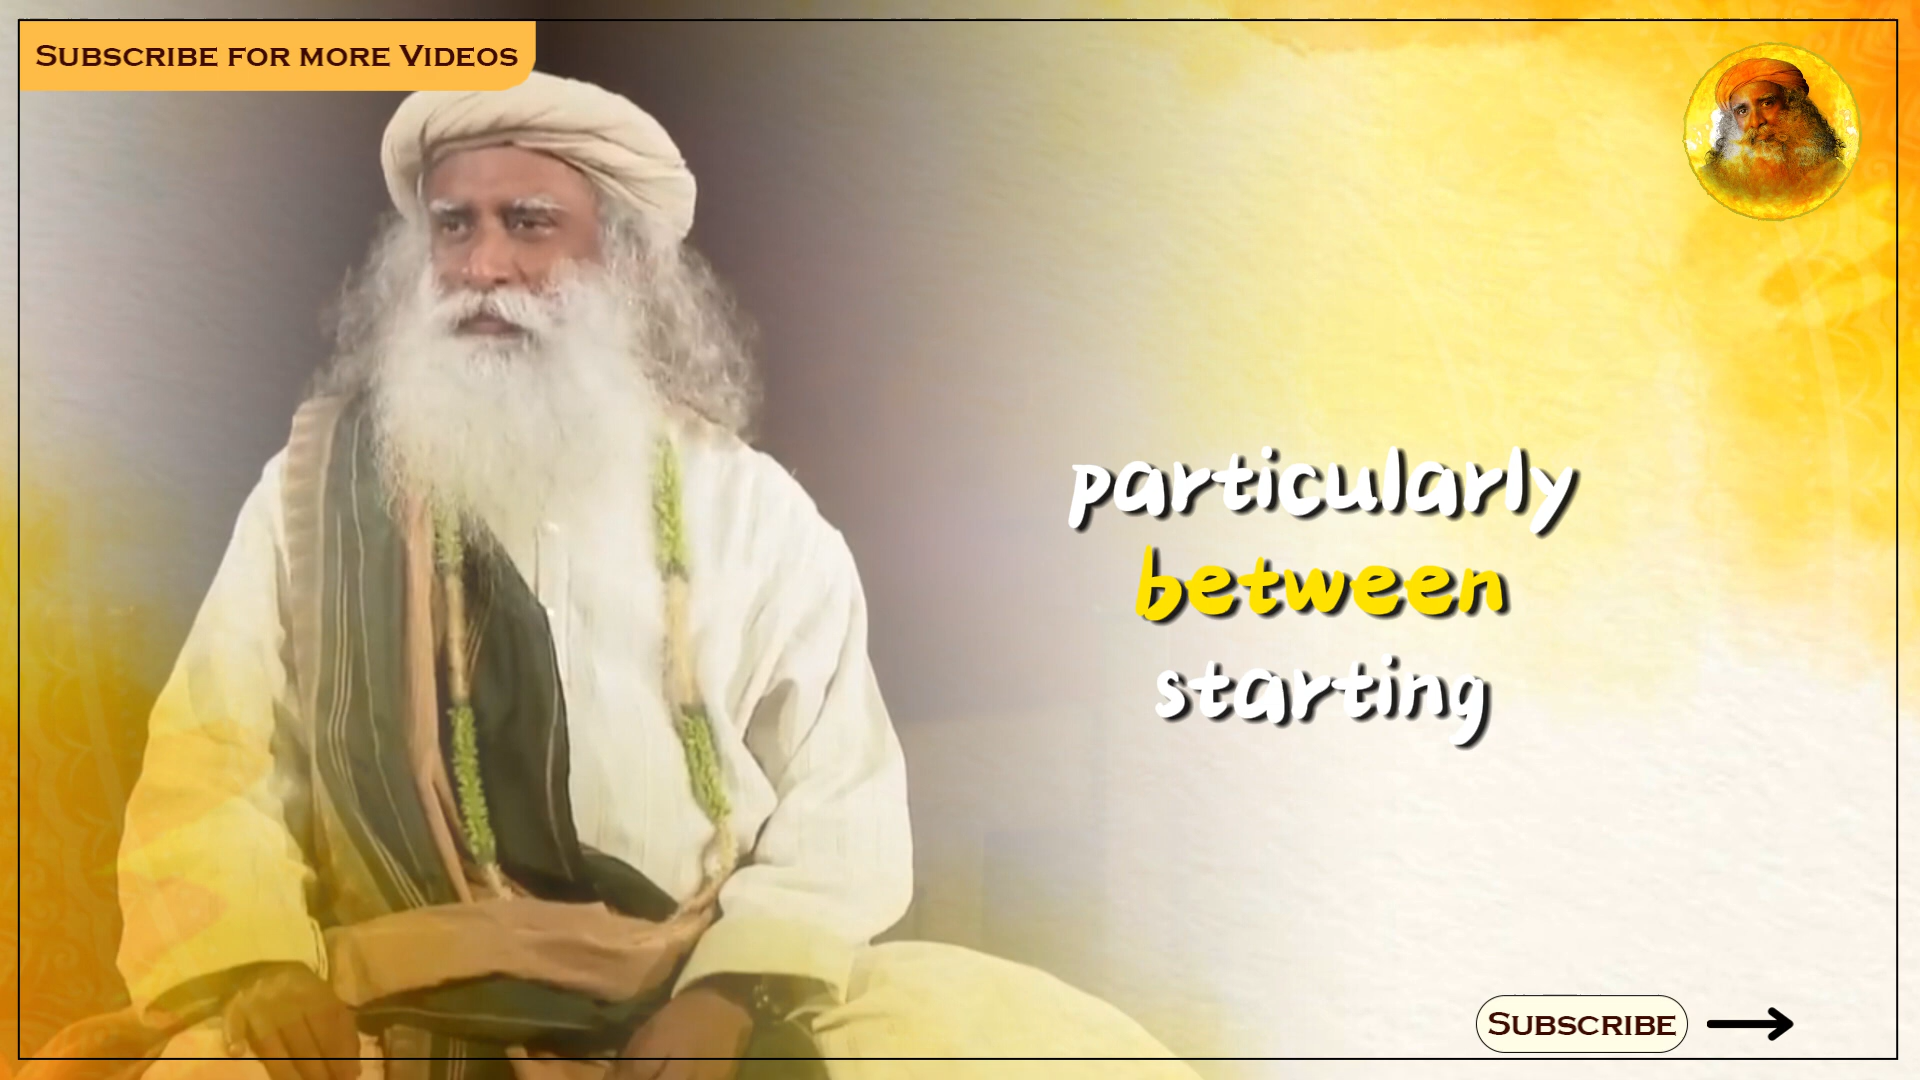 Subscribe for more Videos
particularly
between
starting
Subscribe